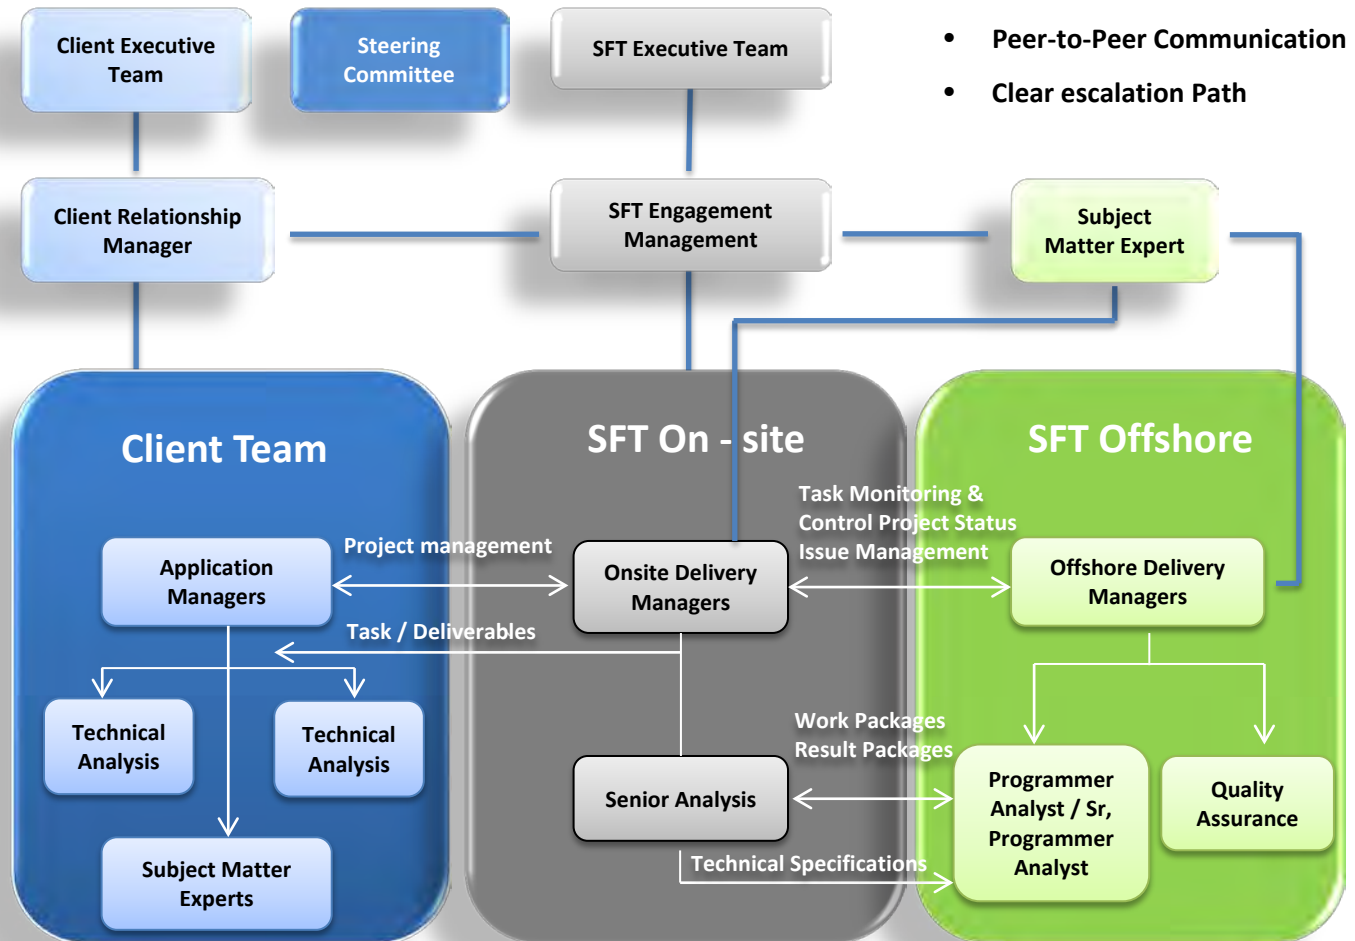 Client Executive
Team
Steering
Committee
SFT Executive Team
• Peer-to-Peer Communication
• Clear escalation Path
Client Relationship
Manager
SFT Engagement
Management
Subject
Matter Expert
Client Team
SFT On - site
SFT Offshore
Task Monitoring &
Control Project Status
Issue Management
Project management
Application
Managers
Onsite Delivery
Managers
Offshore Delivery
Managers
Task / Deliverables
Technical
Analysis
Technical
Analysis
Work Packages
Result Packages
Senior Analysis
Programmer
Analyst / Sr,
Programmer
Analyst
Quality
Assurance
Technical Specifications
Subject Matter
Experts